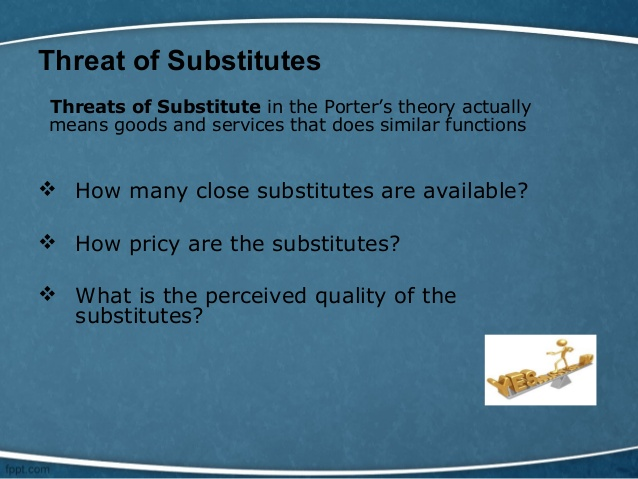 Threat of Substitutes
Threats of Substitute in the Porter's theory actually
means goods and services that does similar functions
How many close substitutes are available?
How pricy are the substitutes?
What is the perceived quality of the
substitutes?
YES
fppt.com